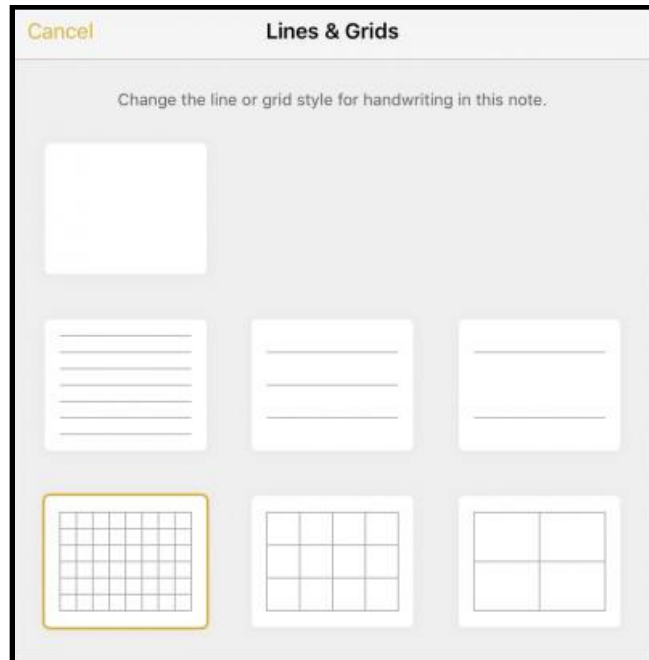 Cancel Lines & Grids
Change the line or grid style for handwriting in this note.